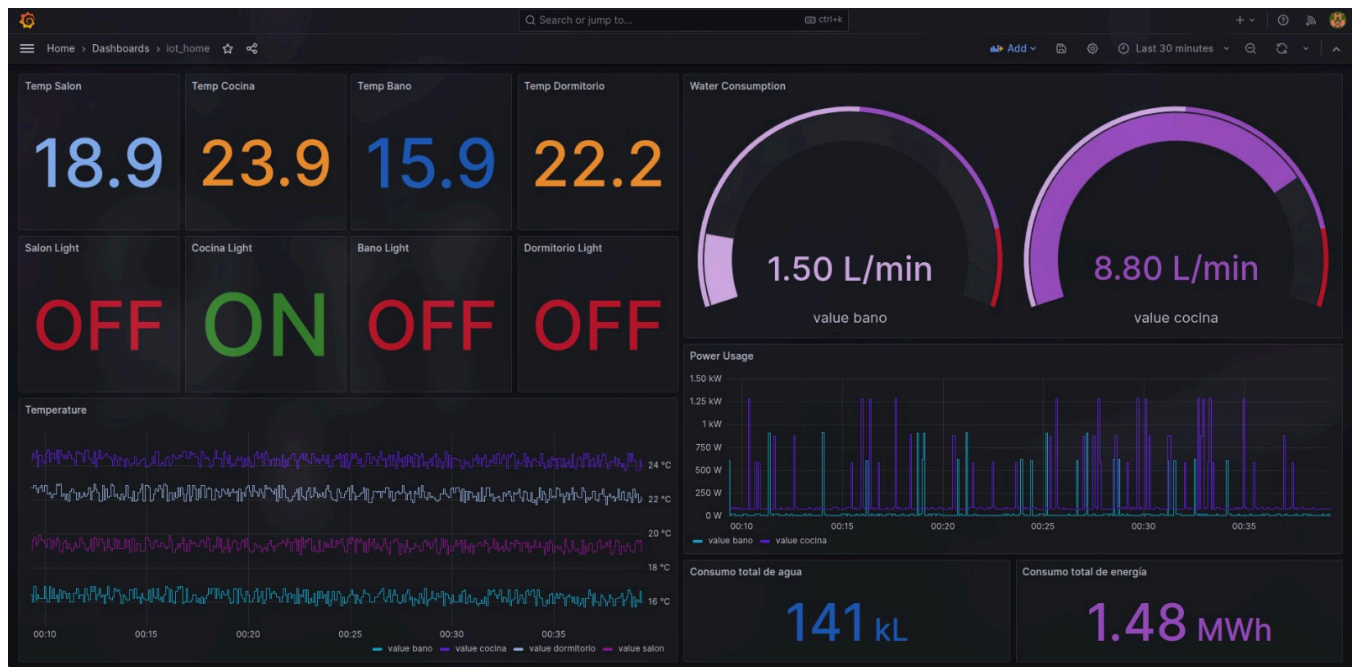 Search or jump to...
ctrl+k
Home › Dashboards › iot_home
Add
Last 30 minutes
Temp Salon
18.9
Temp Cocina
23.9
Temp Bano
15.9
Temp Dormitorio
22.2
Salon Light
OFF
Cocina Light
ON
Bano Light
OFF
Dormitorio Light
OFF
Temperature
24 °C
22 °C
20 °C
18 °C
16 °C
00:10 00:15 00:20 00:25 00:30 00:35
value bano value cocina value dormitorio value salon
Water Consumption
1.50 L/min
value bano
8.80 L/min
value cocina
Power Usage
1.50 kW
1.25 kW
1 kW
750 W
500 W
250 W
0 W
00:10 00:15 00:20 00:25 00:30 00:35
value bano value cocina
Consumo total de agua
141 kL
Consumo total de energía
1.48 MWh